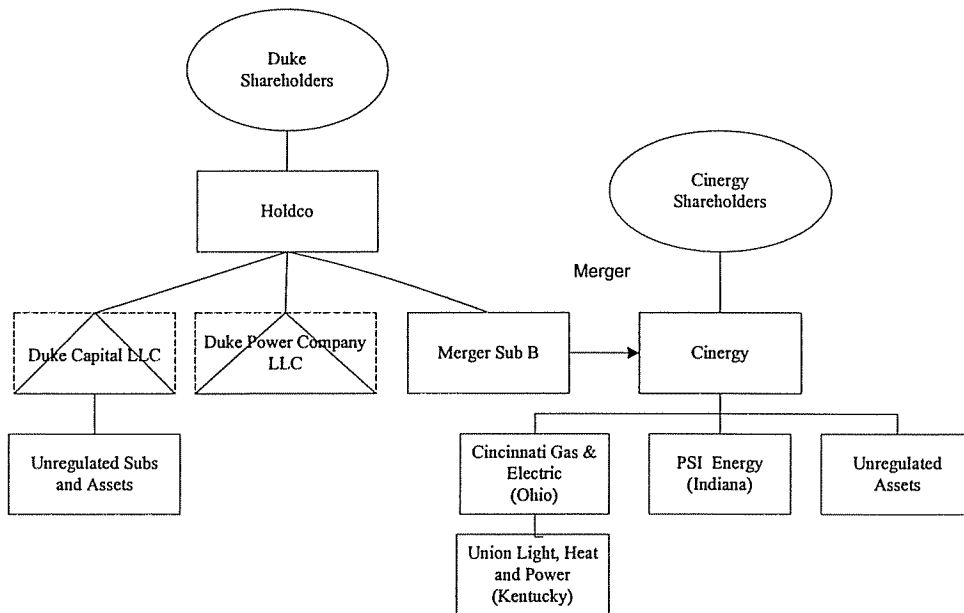 Duke
Shareholders
Holdco
Cinergy
Shareholders
Merger
Duke Capital LLC
Duke Power Company
LLC
Merger Sub B
Cinergy
Unregulated Subs
and Assets
Cincinnati Gas &
Electric
(Ohio)
PSI Energy
(Indiana)
Unregulated
Assets
Union Light, Heat
and Power
(Kentucky)